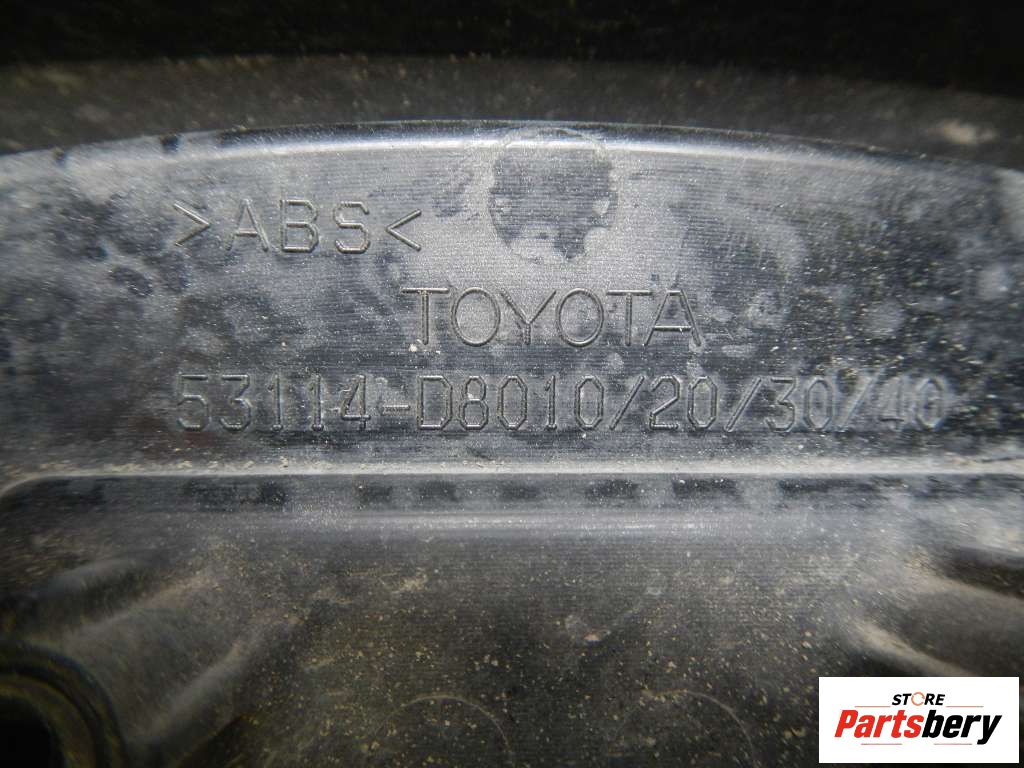 >ABS<
TOYOTA
53114-D8010/20/30/40
STORE
Partsbery